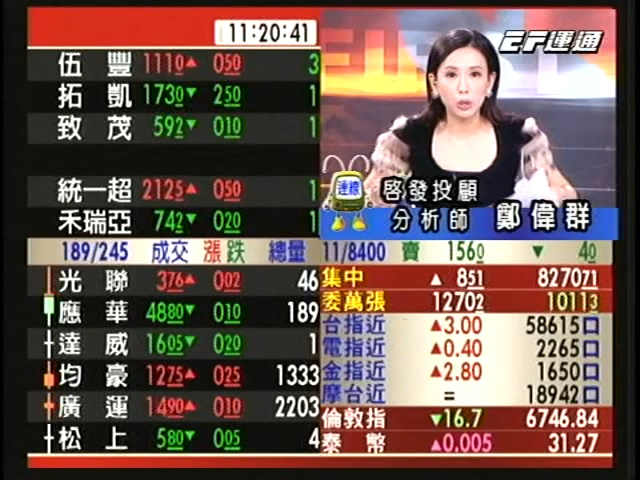 11:20:41
EF運通
伍豐 1110▲ 050 3
拓凱 1730▼ 250 1
致茂 592▼ 010 1
統一超 2125▲ 050 1
禾瑞亞 742▼ 020 1
連線
啓發投顧
分析師 鄭偉群
189/245 成交 漲跌 總量
11/8400 賣 1560 ▼ 40
光聯 376▲ 002 46
應華 4880▼ 010 189
達威 1605▼ 020 1
均豪 1275▲ 025 1333
廣運 1490▲ 010 2203
松上 580▼ 005 4
集中 ▲ 851 827071
委萬張 12702 10113
台指近 ▲3.00 58615口
電指近 ▲0.40 2265口
金指近 ▲2.80 1650口
摩台近 = 18942口
倫敦指 ▼16.7 6746.84
泰幣 ▲0.005 31.27